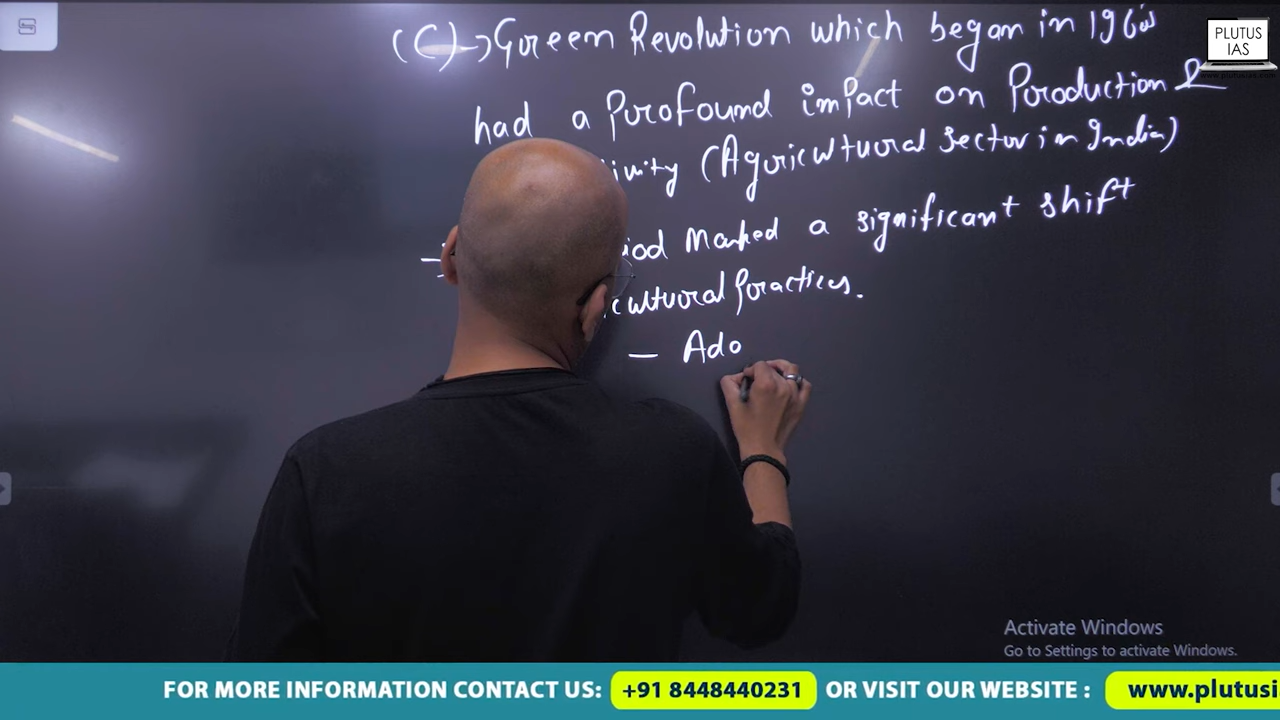 (C)→Green Revolution which began in 1960s
PLUTUS
IAS
had a Profound impact on Production &
(Agricultural sector in India)
Marked a significant shift
Practices.
— Ado
Activate Windows
Go to Settings to activate Windows.
FOR MORE INFORMATION CONTACT US: +91 8448440231 OR VISIT OUR WEBSITE : www.plutusi